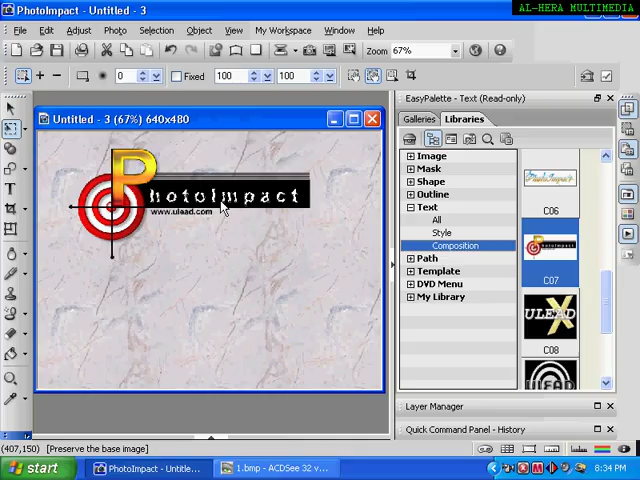 PhotoImpact - Untitled - 3
AL-HERA MULTIMEDIA
File Edit Adjust Photo Selection Object View My Workspace Window Help
Zoom 67%
0 Fixed 100 100
Untitled - 3 (67%) 640x480
PhotoImpact
www.ulead.com
EasyPalette - Text (Read-only)
Galleries Libraries
Image
Mask
Shape
Outline
Text
All
Style
Composition
Path
Template
DVD Menu
My Library
C06
C07
ULEAD
C08
ULEAD
Layer Manager
Quick Command Panel - History
(407,150) [Preserve the base image]
start PhotoImpact - Untitle... 1.bmp - ACDSee 32 v... 8:34 PM